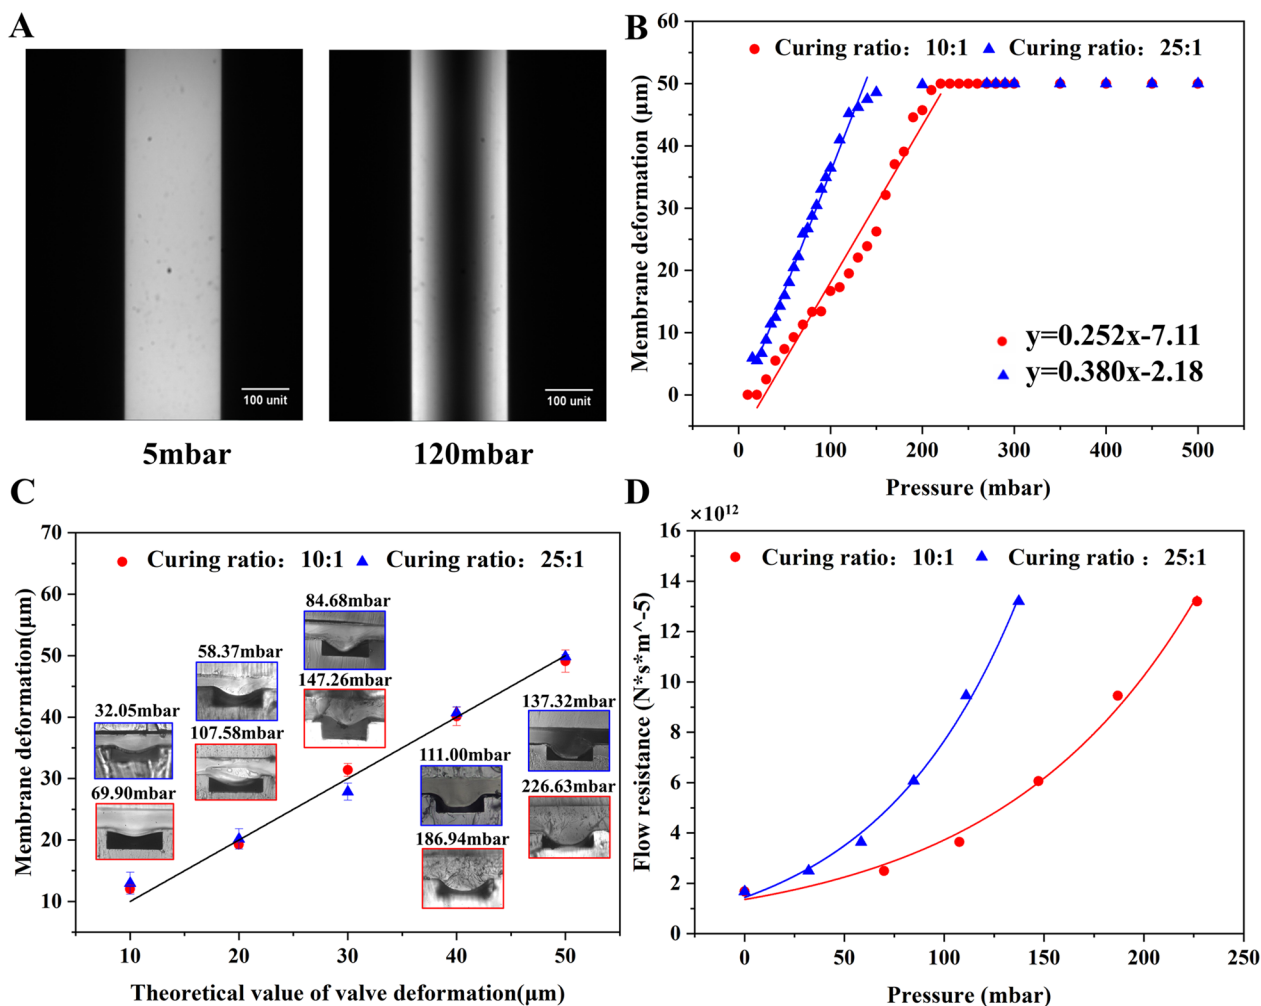 A
100 unit
100 unit
5mbar
120mbar
B
Membrane deformation (μm)
60
50
40
30
20
10
0
Curing ratio：10:1
Curing ratio：25:1
y=0.252x-7.11
y=0.380x-2.18
0
100
200
300
400
500
Pressure (mbar)
C
Membrane deformation(μm)
70
60
50
40
30
20
10
Curing ratio：10:1
Curing ratio：25:1
84.68mbar
58.37mbar
147.26mbar
32.05mbar
137.32mbar
107.58mbar
111.00mbar
69.90mbar
226.63mbar
186.94mbar
10
20
30
40
50
Theoretical value of valve deformation(μm)
D
×10¹²
Flow resistance (N*s*m^-5)
16
14
12
10
8
6
4
2
0
Curing ratio：10:1
Curing ratio：25:1
0
50
100
150
200
250
Pressure (mbar)